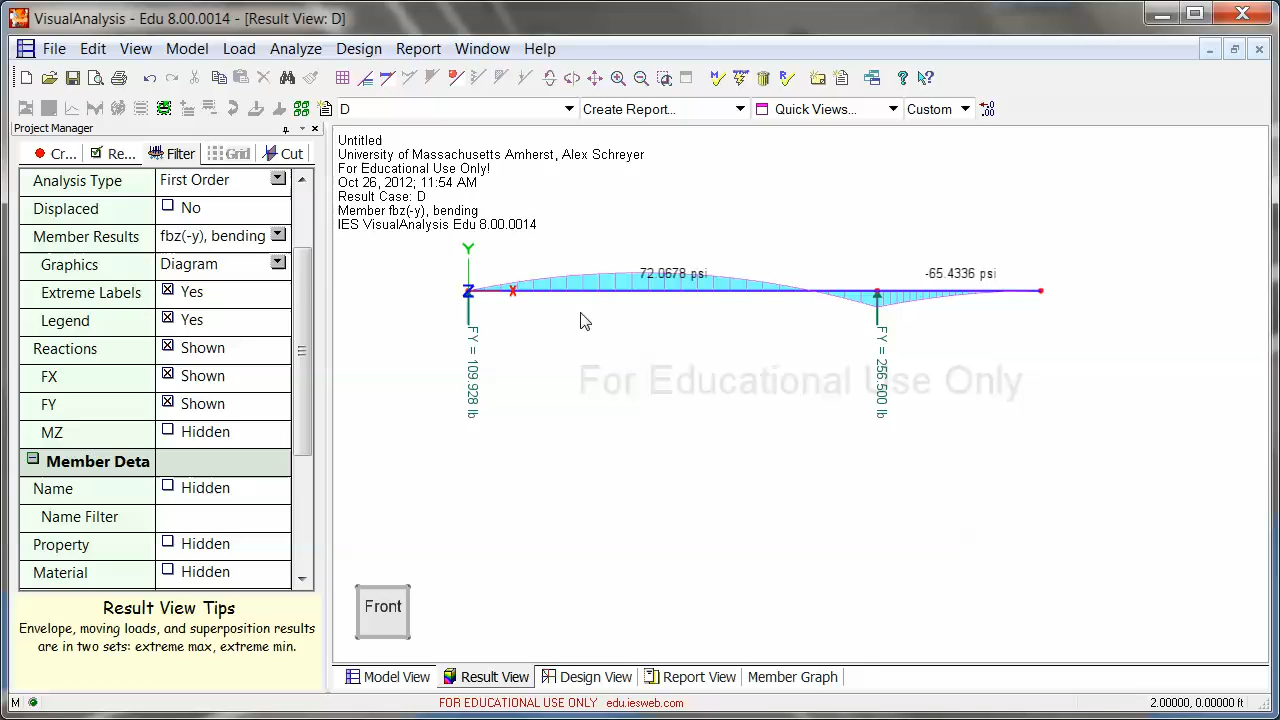 VisualAnalysis - Edu 8.00.0014 - [Result View: D]
File Edit View Model Load Analyze Design Report Window Help
D Create Report... Quick Views... Custom
Project Manager
Cr... Re... Filter Grid Cut
Analysis Type First Order
Displaced No
Member Results fbz(-y), bending
Graphics Diagram
Extreme Labels Yes
Legend Yes
Reactions Shown
FX Shown
FY Shown
MZ Hidden
Member Deta
Name Hidden
Name Filter
Property Hidden
Material Hidden
Result View Tips
Envelope, moving loads, and superposition results
are in two sets: extreme max, extreme min.
Untitled
University of Massachusetts Amherst, Alex Schreyer
For Educational Use Only!
Oct 26, 2012; 11:54 AM
Result Case: D
Member fbz(-y), bending
IES VisualAnalysis Edu 8.00.0014
Y
72.0678 psi
-65.4336 psi
Z
X
FY = 109.928 lb
FY = 256.500 lb
For Educational Use Only
Front
Model View Result View Design View Report View Member Graph
M FOR EDUCATIONAL USE ONLY edu.iesweb.com 2.00000, 0.00000 ft